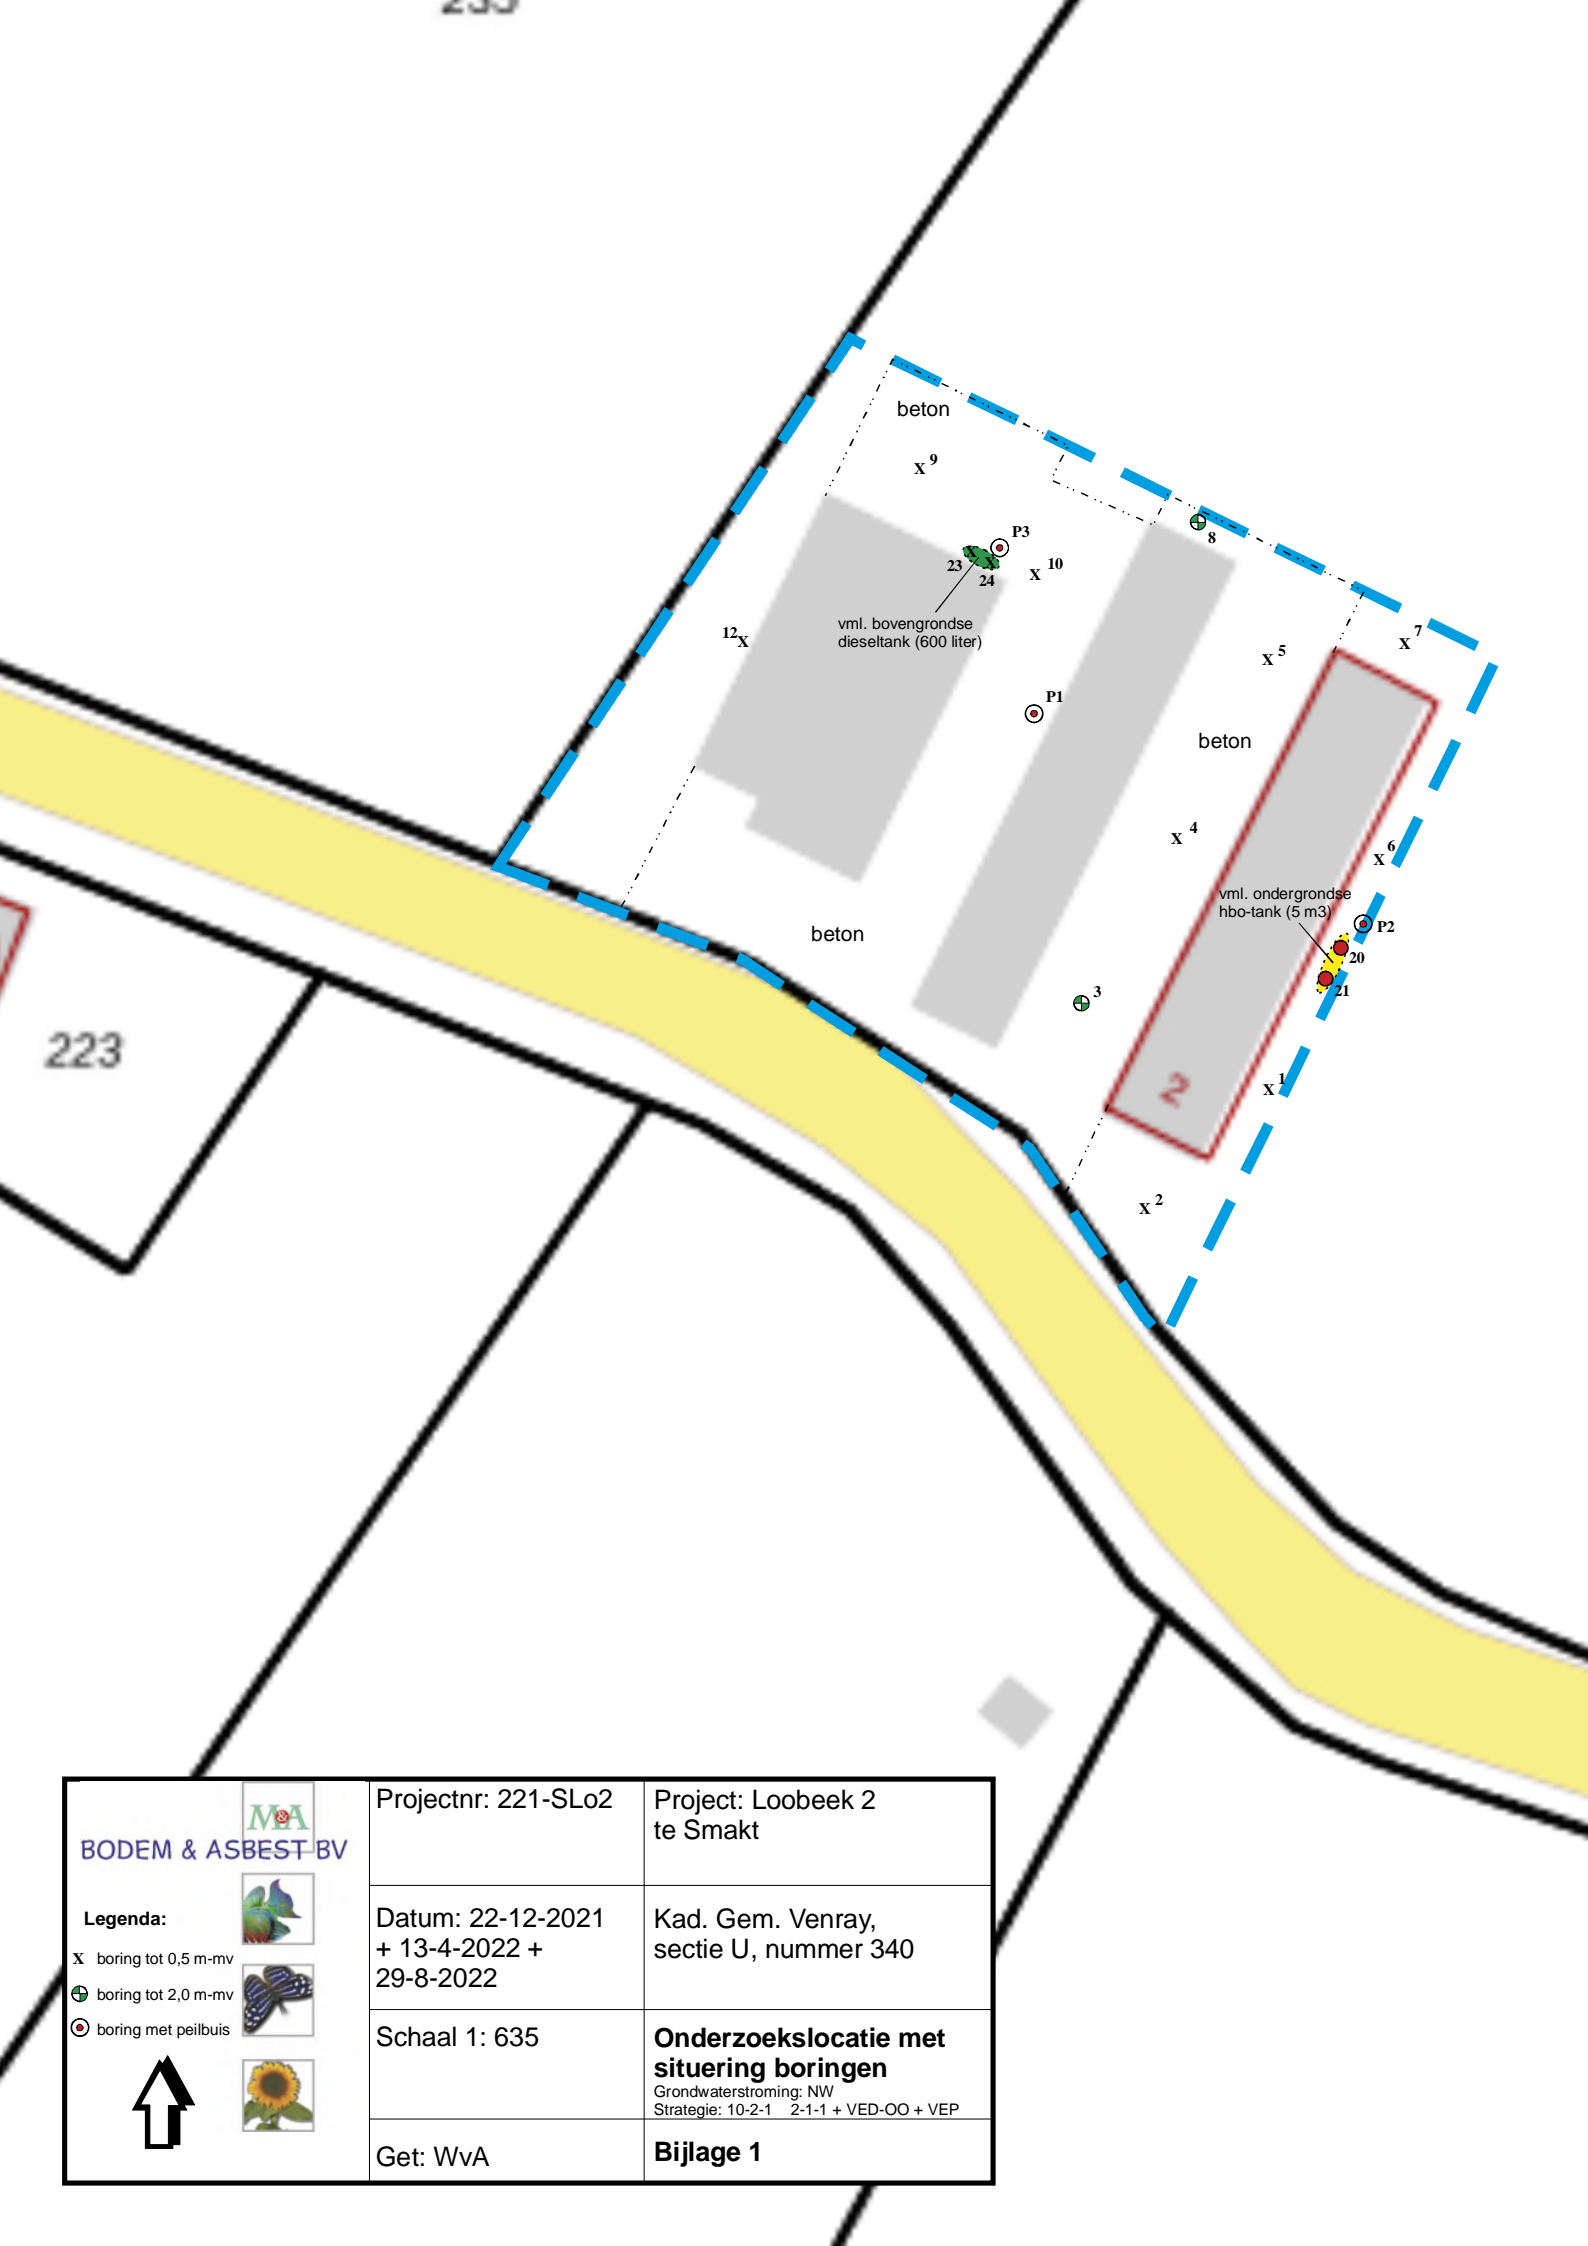 235
beton
x 9
P3
23
24
x 10
8
vml. bovengrondse
dieseltank (600 liter)
12x
x 7
x 5
P1
beton
x 4
x 6
vml. ondergrondse
hbo-tank (5 m3)
P2
20
21
beton
3
223
x 1
2
x 2
M&A
BODEM & ASBEST BV
Legenda:
x boring tot 0,5 m-mv
boring tot 2,0 m-mv
boring met peilbuis
Projectnr: 221-SLo2
Project: Loobeek 2
te Smakt
Datum: 22-12-2021
+ 13-4-2022 +
29-8-2022
Kad. Gem. Venray,
sectie U, nummer 340
Schaal 1: 635
Onderzoekslocatie met
situering boringen
Grondwaterstroming: NW
Strategie: 10-2-1 2-1-1 + VED-OO + VEP
Get: WvA
Bijlage 1